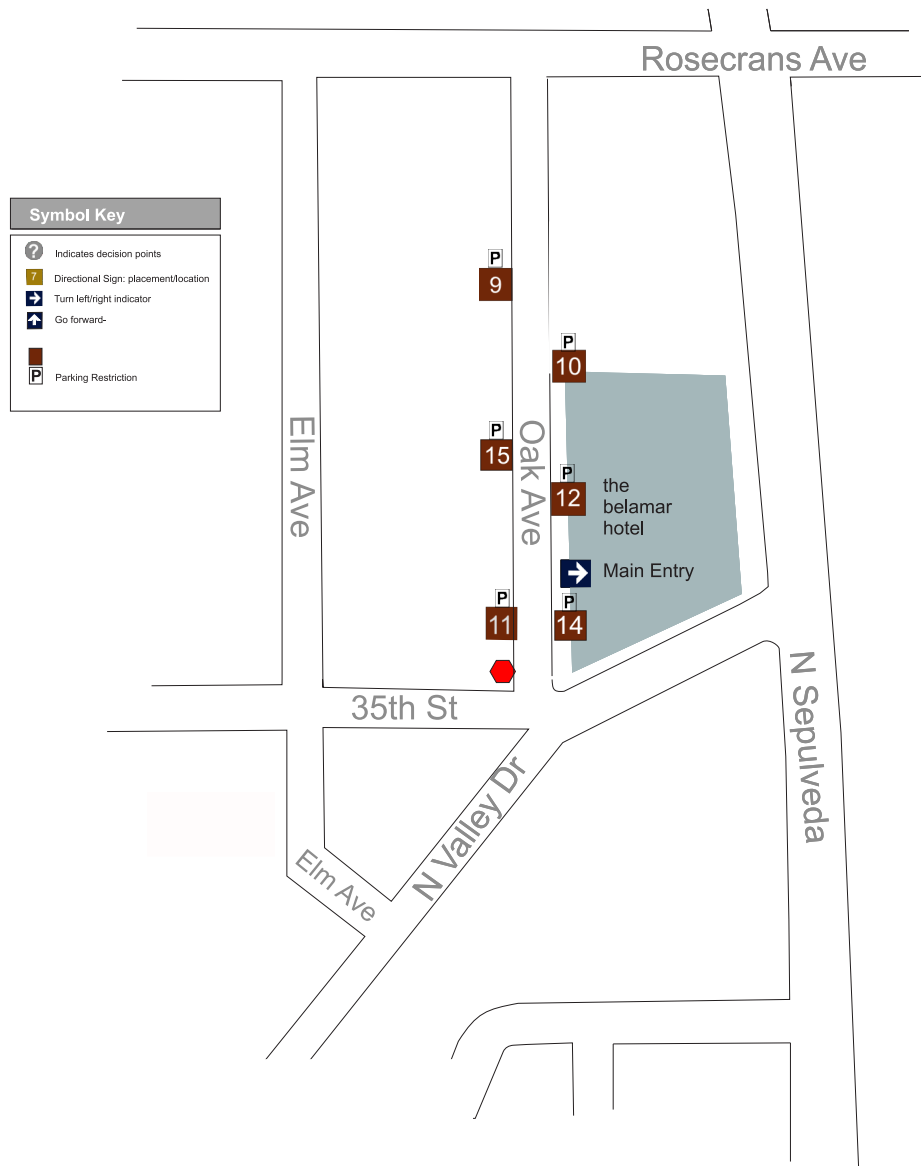 Rosecrans Ave
Symbol Key
?
Indicates decision points
7
Directional Sign: placement/location
Turn left/right indicator
Go forward-
P
Parking Restriction
P
9
P
10
P
15
P
12
the
belamar
hotel
Main Entry
P
11
P
14
Elm Ave
Oak Ave
35th St
N Sepulveda
N Valley Dr
Elm Ave